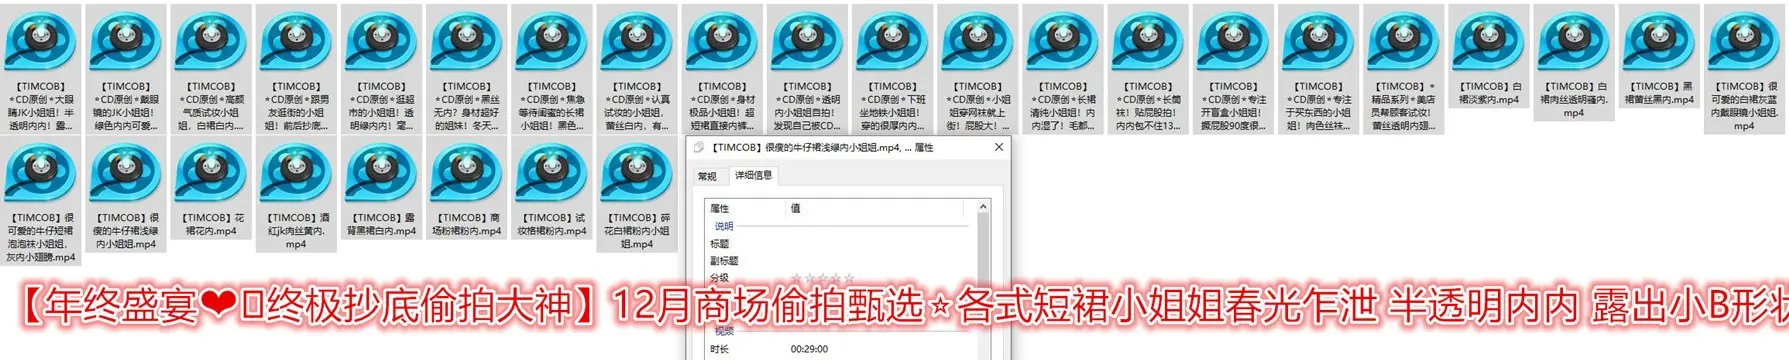 【TIMCOB】
*CD原创*大眼
睛JK小姐姐！半
透明内内！露...
【TIMCOB】
*CD原创*戴眼
镜的JK小姐姐！
绿色内内可爱...
【TIMCOB】
*CD原创*高颜
气质试妆小姐
姐，白裙白内....
【TIMCOB】
*CD原创*跟男
友逛街的小姐
姐！前后抄底...
【TIMCOB】
*CD原创*逛超
市的小姐姐！透
明绿内内！毫...
【TIMCOB】
*CD原创*黑丝
无内？身材超好
的姐妹！冬天...
【TIMCOB】
*CD原创*焦急
等待闺蜜的长裙
小姐姐！黑色...
【TIMCOB】
*CD原创*认真
试妆的小姐姐，
蕾丝白内，有...
【TIMCOB】
*CD原创*身材
极品小姐姐！超
短裙直接内裤...
【TIMCOB】
*CD原创*透明
内小姐姐自拍！
发现自己被CD...
【TIMCOB】
*CD原创*下班
坐地铁小姐姐！
穿的很厚内内...
【TIMCOB】
*CD原创*小姐
姐穿网袜就上
街！屁股大！...
【TIMCOB】
*CD原创*长裙
清纯小姐姐！内
内湿了！毛都...
【TIMCOB】
*CD原创*长筒
袜！贴屁股拍！
内内包不住13...
【TIMCOB】
*CD原创*专注
开盲盒小姐姐！
撅屁股90度很...
【TIMCOB】
*CD原创*专注
于买东西的小姐
姐！肉色丝袜...
【TIMCOB】*
精品系列*美店
员帮顾客试妆！
蕾丝透明内翘...
【TIMCOB】白
裙淡紫内.mp4
【TIMCOB】白
裙肉丝透明骚内.
mp4
【TIMCOB】黑
裙蕾丝黑内.mp4
【TIMCOB】很
可爱的白裙灰蓝
内戴眼镜小姐姐.
mp4
【TIMCOB】很
可爱的牛仔短裙
泡泡袜小姐姐，
灰内小翘臀.mp4
【TIMCOB】很
瘦的牛仔裙浅绿
内小姐姐.mp4
【TIMCOB】花
裙花内.mp4
【TIMCOB】酒
红jk肉丝黄内.
mp4
【TIMCOB】露
背黑裙白内.mp4
【TIMCOB】商
场粉裙粉内.mp4
【TIMCOB】试
妆格裙粉内.mp4
【TIMCOB】碎
花白裙粉内小姐
姐.mp4
【TIMCOB】很瘦的牛仔裙浅绿内小姐姐.mp4, ... 属性
常规 详细信息
属性 值
说明
标题
副标题
分级 ☆☆☆☆☆
【年终盛宴❤终极抄底偷拍大神】12月商场偷拍甄选☆各式短裙小姐姐春光乍泄 半透明内内 露出小B形状
视频
时长 00:29:00